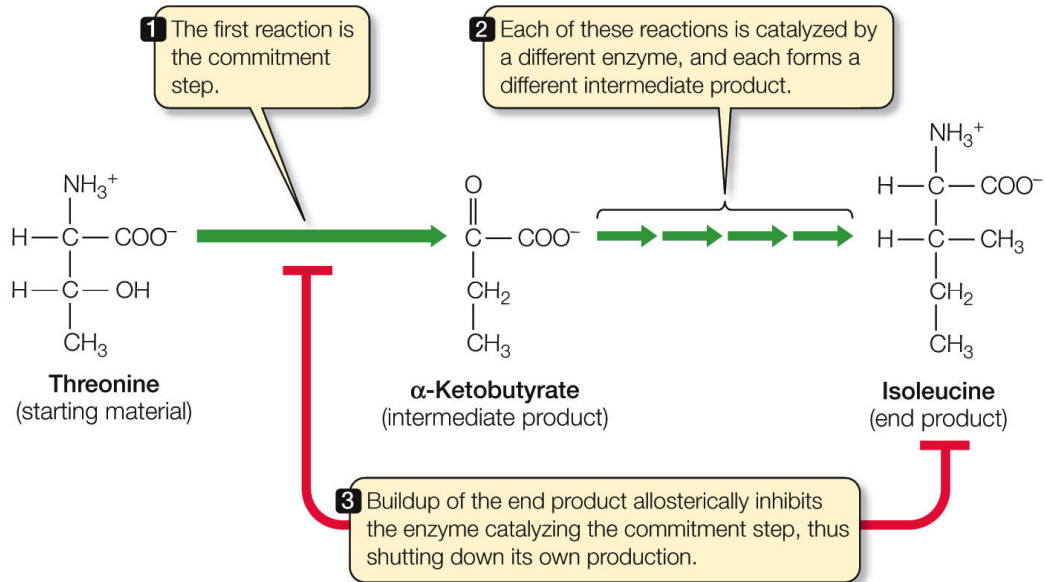 1 The first reaction is
the commitment
step.
2 Each of these reactions is catalyzed by
a different enzyme, and each forms a
different intermediate product.
NH₃⁺
H—C—COO⁻
H—C—OH
CH₃
Threonine
(starting material)
O
C—COO⁻
CH₂
CH₃
α-Ketobutyrate
(intermediate product)
NH₃⁺
H—C—COO⁻
H—C—CH₃
CH₂
CH₃
Isoleucine
(end product)
3 Buildup of the end product allosterically inhibits
the enzyme catalyzing the commitment step, thus
shutting down its own production.